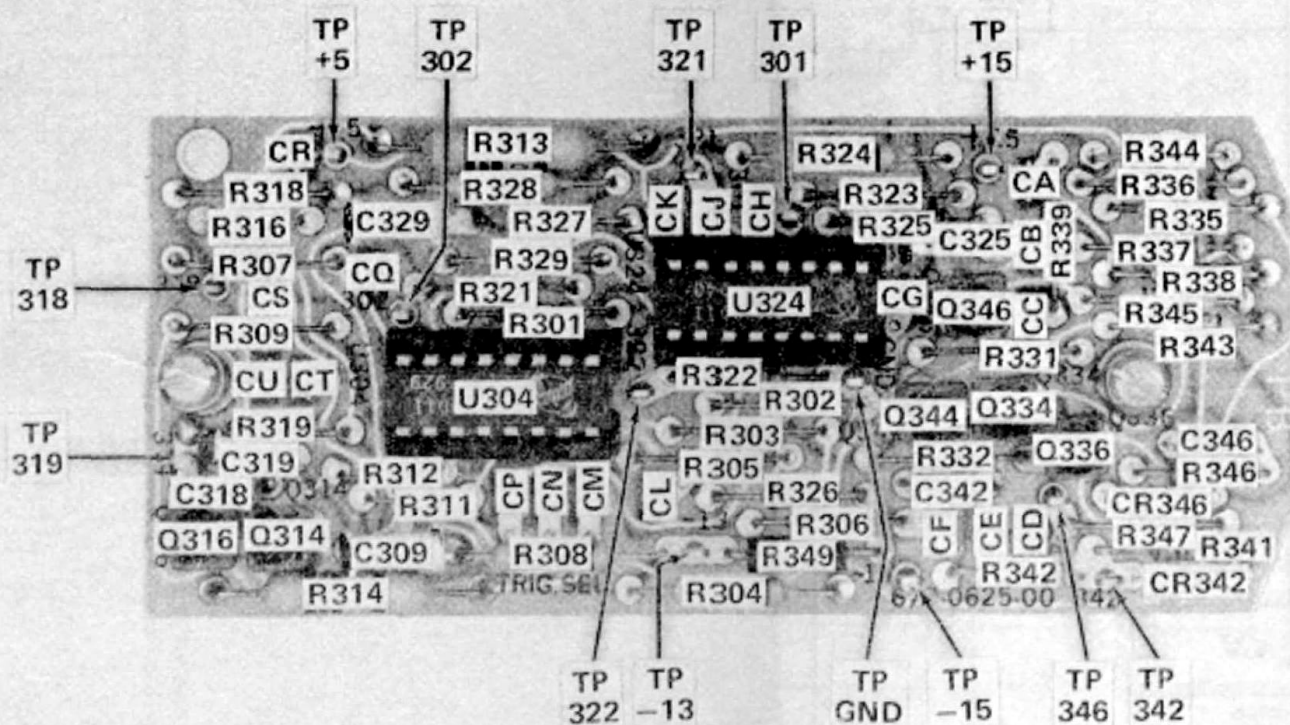 TP +5
TP 302
TP 321
TP 301
TP +15
CR
R313
R324
R344
R318
R328
CK
CJ
CH
R323
CA
R336
R316
C329
R327
R325
C325
CB
R339
R335
TP 318
R307
CQ
R329
U324
CG
R337
CS
R321
Q346
CC
R338
R309
R301
R345
R331
R343
CU
CT
U304
R322
R302
Q344
Q334
TP 319
R319
R303
Q336
C346
C319
R312
R305
R332
R346
C318
R311
CP
CN
CM
CL
R326
C342
CR346
Q316
Q314
R306
CF
CE
CD
R347
C309
R308
R349
R342
R341
R314
TRIG.SEL
R304
CR342
TP 322
TP –13
TP GND
TP –15
TP 346
TP 342